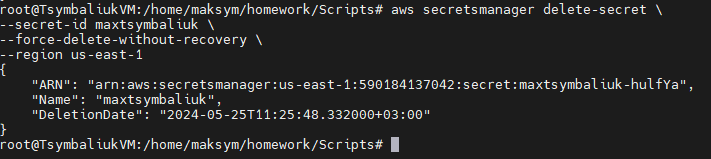 root@TsymbaliukVM:/home/maksym/homework/Scripts# aws secretsmanager delete-secret \
--secret-id maxtsymbaliuk \
--force-delete-without-recovery \
--region us-east-1
{
    "ARN": "arn:aws:secretsmanager:us-east-1:590184137042:secret:maxtsymbaliuk-hulfYa",
    "Name": "maxtsymbaliuk",
    "DeletionDate": "2024-05-25T11:25:48.332000+03:00"
}
root@TsymbaliukVM:/home/maksym/homework/Scripts#